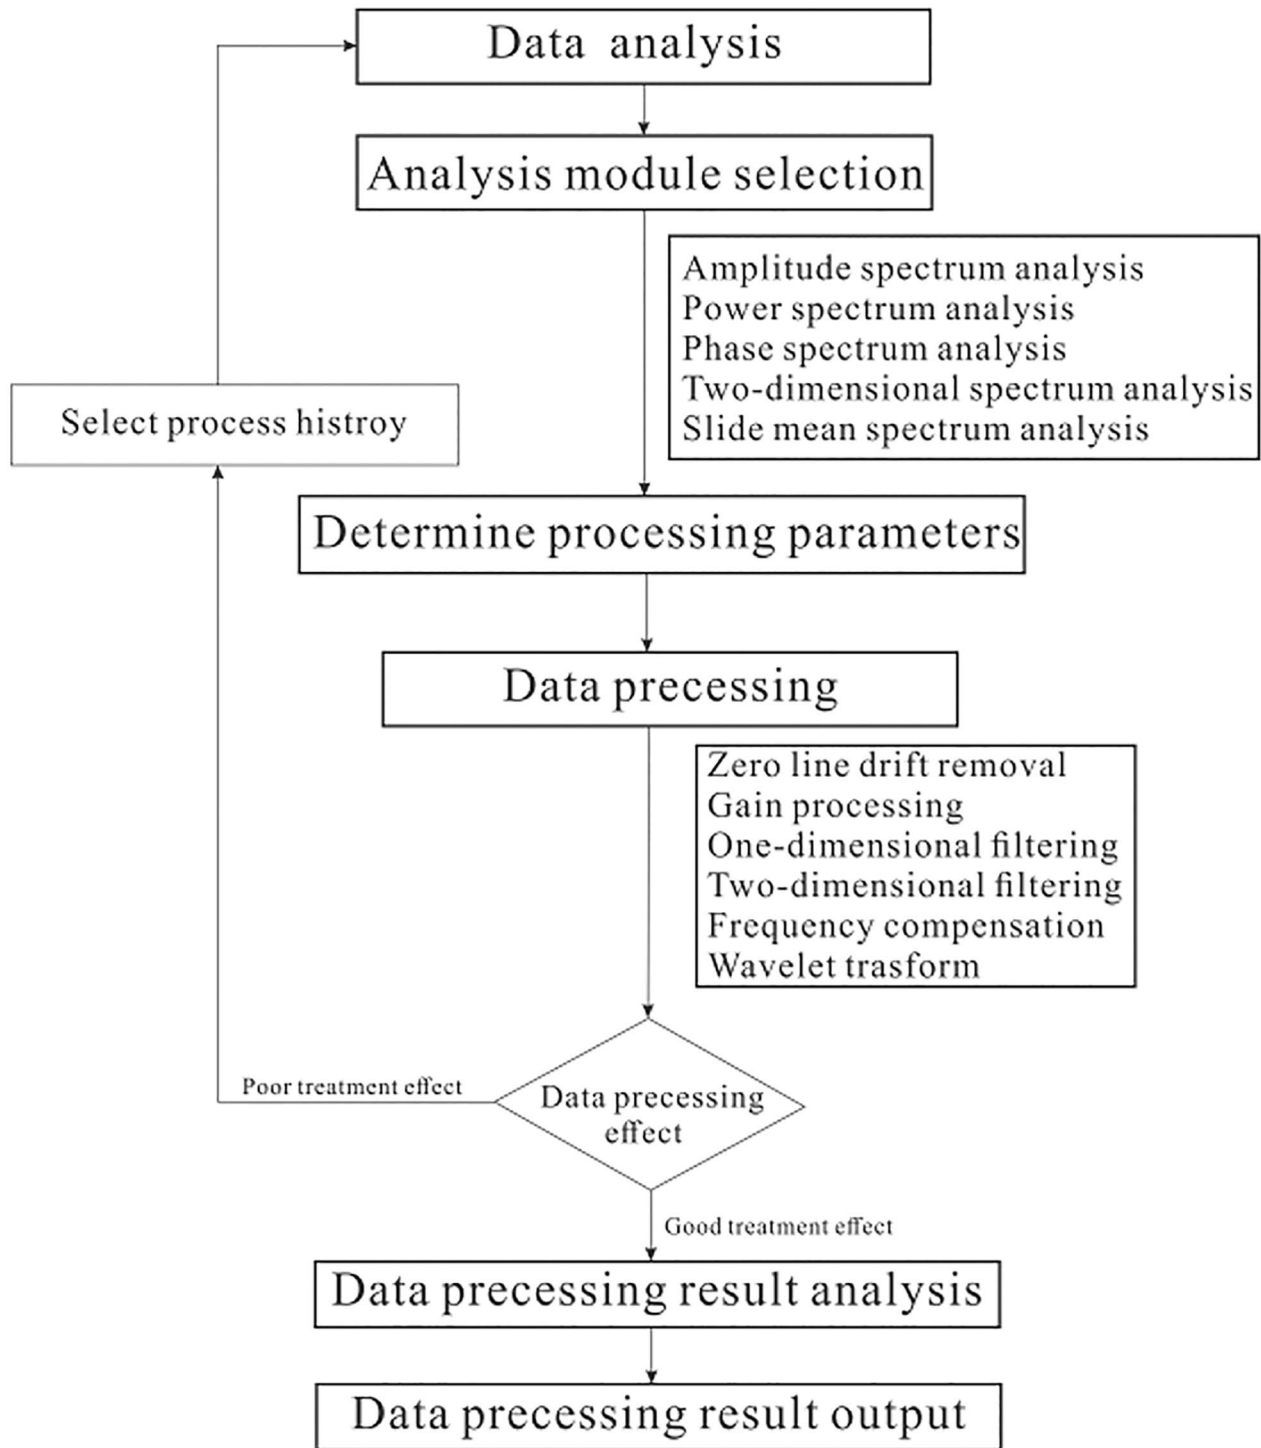 Data analysis
Analysis module selection
Amplitude spectrum analysis
Power spectrum analysis
Phase spectrum analysis
Two-dimensional spectrum analysis
Slide mean spectrum analysis
Select process histroy
Determine processing parameters
Data precessing
Zero line drift removal
Gain processing
One-dimensional filtering
Two-dimensional filtering
Frequency compensation
Wavelet trasform
Poor treatment effect
Data precessing
effect
Good treatment effect
Data precessing result analysis
Data precessing result output